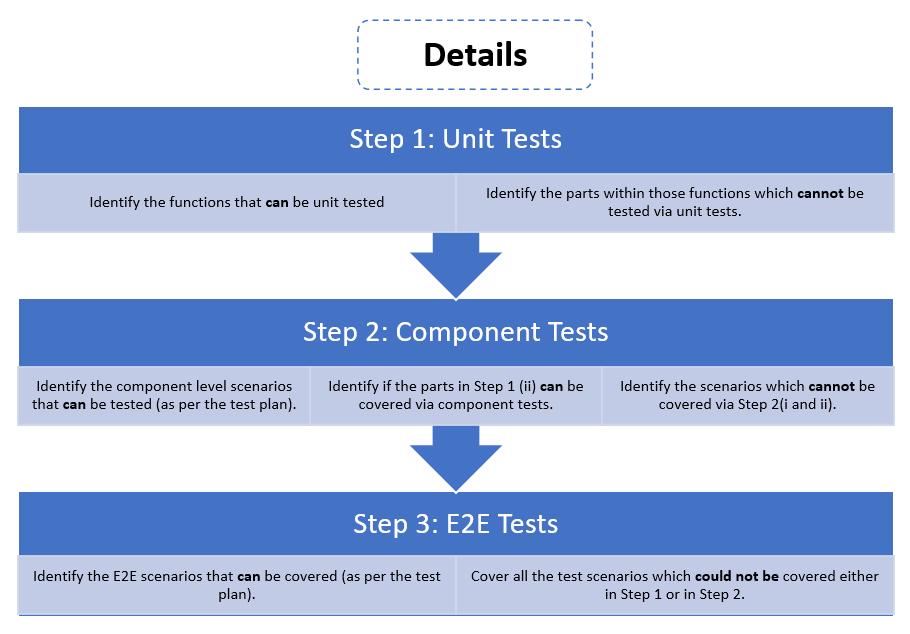 Details
Step 1: Unit Tests
Identify the functions that can be unit tested
Identify the parts within those functions which cannot be
tested via unit tests.
Step 2: Component Tests
Identify the component level scenarios
that can be tested (as per the test plan).
Identify if the parts in Step 1 (ii) can be
covered via component tests.
Identify the scenarios which cannot be
covered via Step 2(i and ii).
Step 3: E2E Tests
Identify the E2E scenarios that can be covered (as per the test
plan).
Cover all the test scenarios which could not be covered either
in Step 1 or in Step 2.